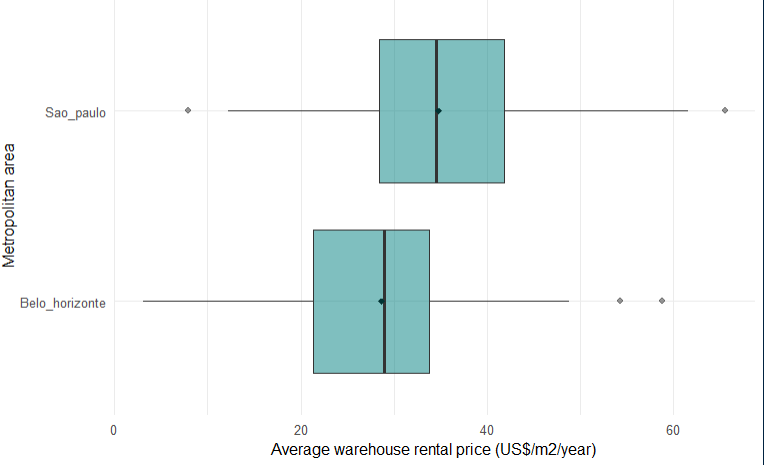 Metropolitan area
Sao_paulo
Belo_horizonte
0 20 40 60
Average warehouse rental price (US$/m2/year)